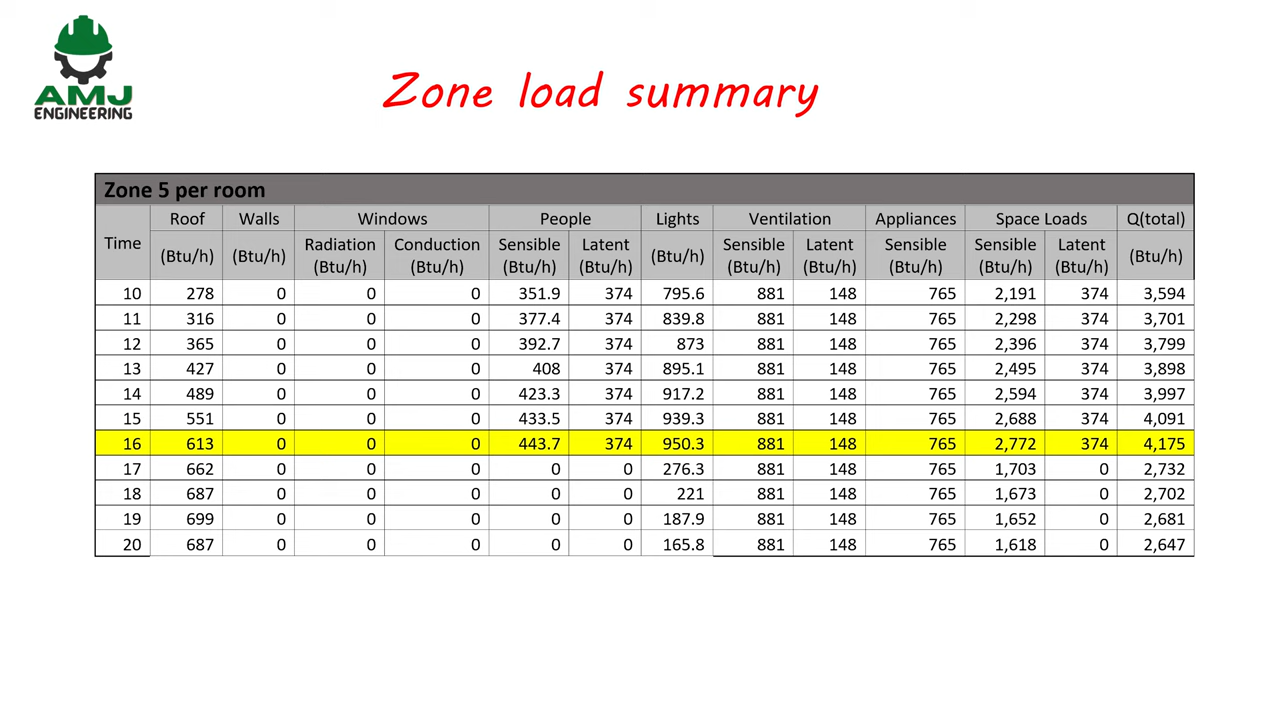 AMJ
ENGINEERING
Zone load summary
Zone 5 per room
Time Roof Walls Windows People Lights Ventilation Appliances Space Loads Q(total)
(Btu/h) (Btu/h) Radiation (Btu/h) Conduction (Btu/h) Sensible (Btu/h) Latent (Btu/h) (Btu/h) Sensible (Btu/h) Latent (Btu/h) Sensible (Btu/h) Sensible (Btu/h) Latent (Btu/h) (Btu/h)
10 278 0 0 0 351.9 374 795.6 881 148 765 2,191 374 3,594
11 316 0 0 0 377.4 374 839.8 881 148 765 2,298 374 3,701
12 365 0 0 0 392.7 374 873 881 148 765 2,396 374 3,799
13 427 0 0 0 408 374 895.1 881 148 765 2,495 374 3,898
14 489 0 0 0 423.3 374 917.2 881 148 765 2,594 374 3,997
15 551 0 0 0 433.5 374 939.3 881 148 765 2,688 374 4,091
16 613 0 0 0 443.7 374 950.3 881 148 765 2,772 374 4,175
17 662 0 0 0 0 0 276.3 881 148 765 1,703 0 2,732
18 687 0 0 0 0 0 221 881 148 765 1,673 0 2,702
19 699 0 0 0 0 0 187.9 881 148 765 1,652 0 2,681
20 687 0 0 0 0 0 165.8 881 148 765 1,618 0 2,647